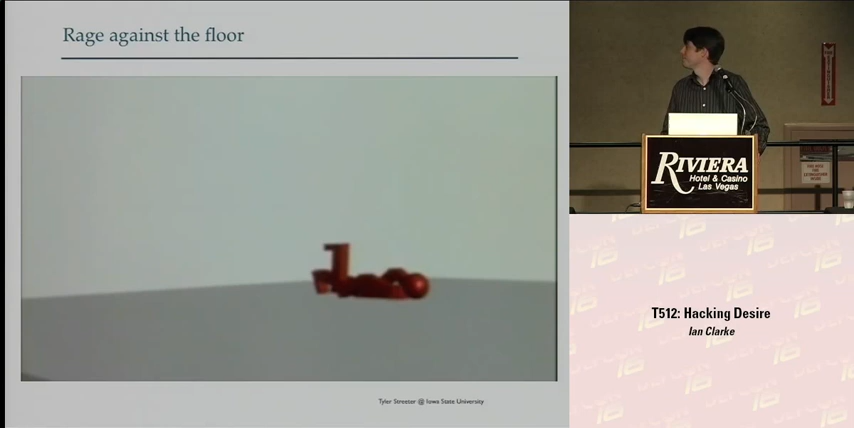 Rage against the floor
Tyler Streeter @ Iowa State University
RIVIERA
Hotel & Casino
Las Vegas
T512: Hacking Desire
Ian Clarke